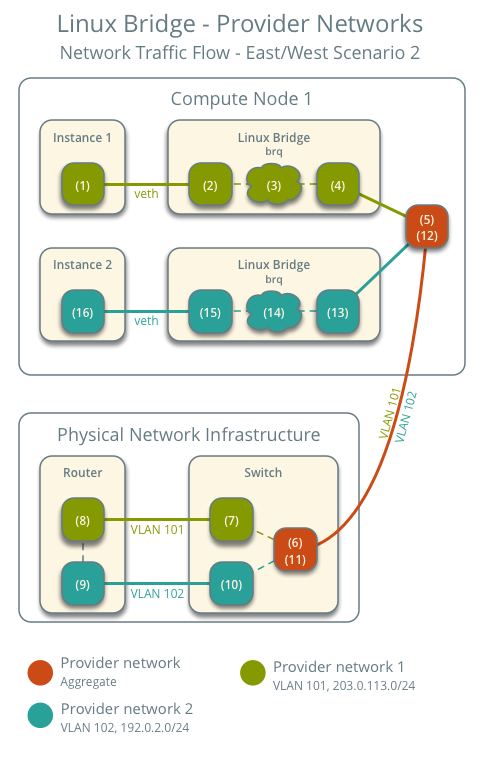 Linux Bridge - Provider Networks
Network Traffic Flow - East/West Scenario 2
Compute Node 1
Instance 1
Linux Bridge
brq
(1)
veth
(2)
(3)
(4)
(5)
(12)
Instance 2
Linux Bridge
brq
(16)
veth
(15)
(14)
(13)
VLAN 101
VLAN 102
Physical Network Infrastructure
Router
Switch
(8)
VLAN 101
(7)
(6)
(11)
(9)
VLAN 102
(10)
Provider network
Aggregate
Provider network 1
VLAN 101, 203.0.113.0/24
Provider network 2
VLAN 102, 192.0.2.0/24